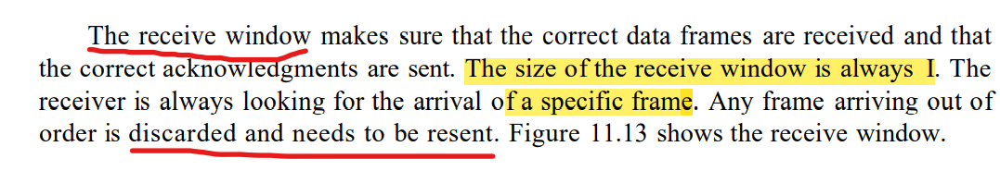 The receive window makes sure that the correct data frames are received and that
the correct acknowledgments are sent. The size of the receive window is always I. The
receiver is always looking for the arrival of a specific frame. Any frame arriving out of
order is discarded and needs to be resent. Figure 11.13 shows the receive window.